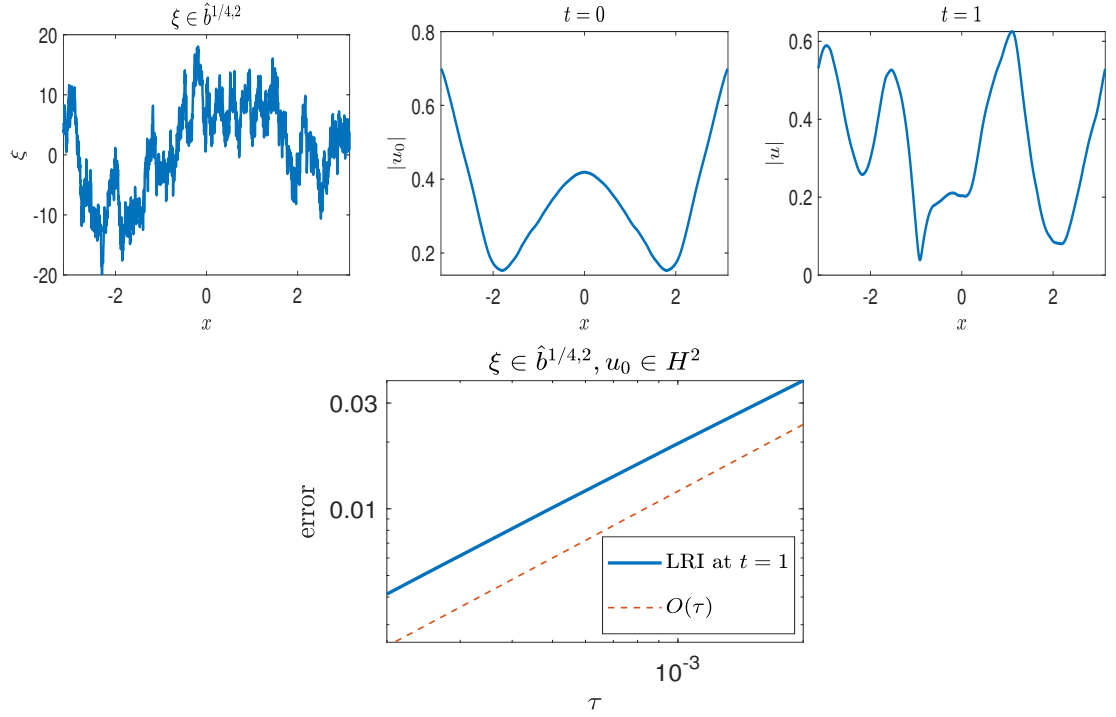 ξ ∈ b̂^{1/4,2}
20
10
0
-10
-20
ξ
-2
0
2
x
t = 0
0.8
0.6
0.4
0.2
|u_0|
-2
0
2
x
t = 1
0.6
0.4
0.2
0
|u|
-2
0
2
x
ξ ∈ b̂^{1/4,2}, u_0 ∈ H^2
0.03
0.01
error
LRI at t = 1
O(τ)
10^{-3}
τ